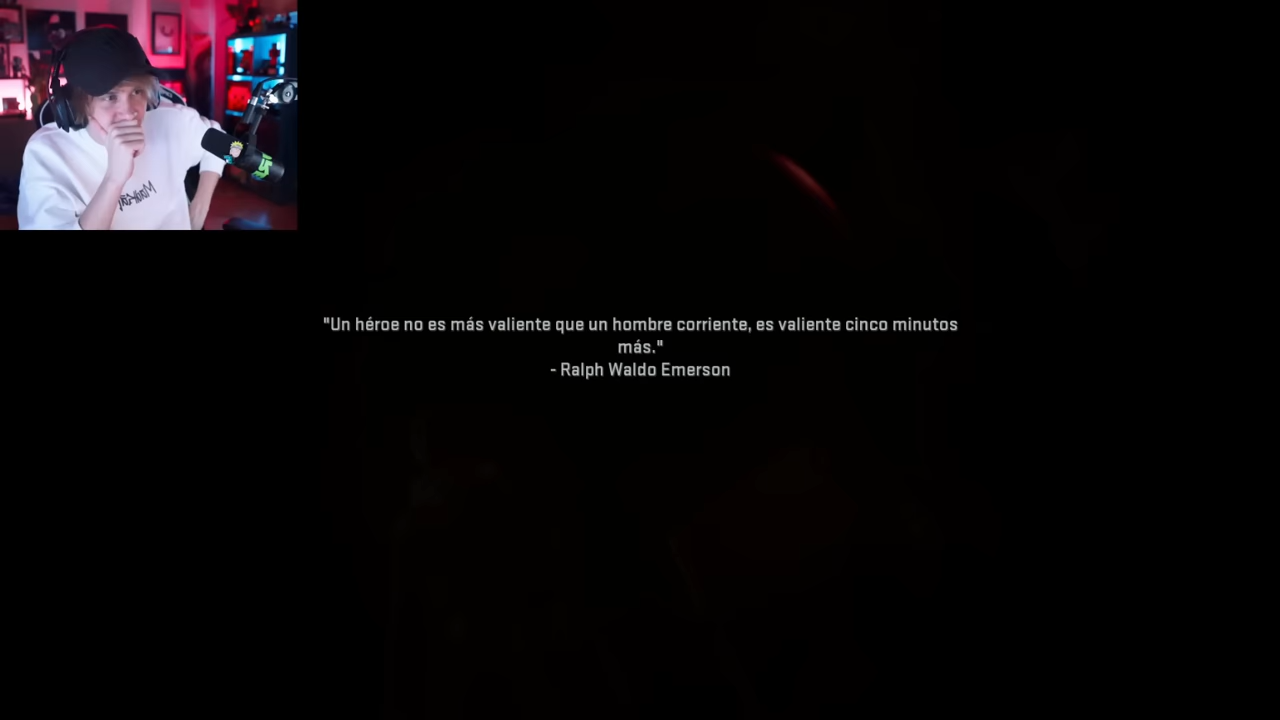 "Un héroe no es más valiente que un hombre corriente, es valiente cinco minutos
más."
- Ralph Waldo Emerson